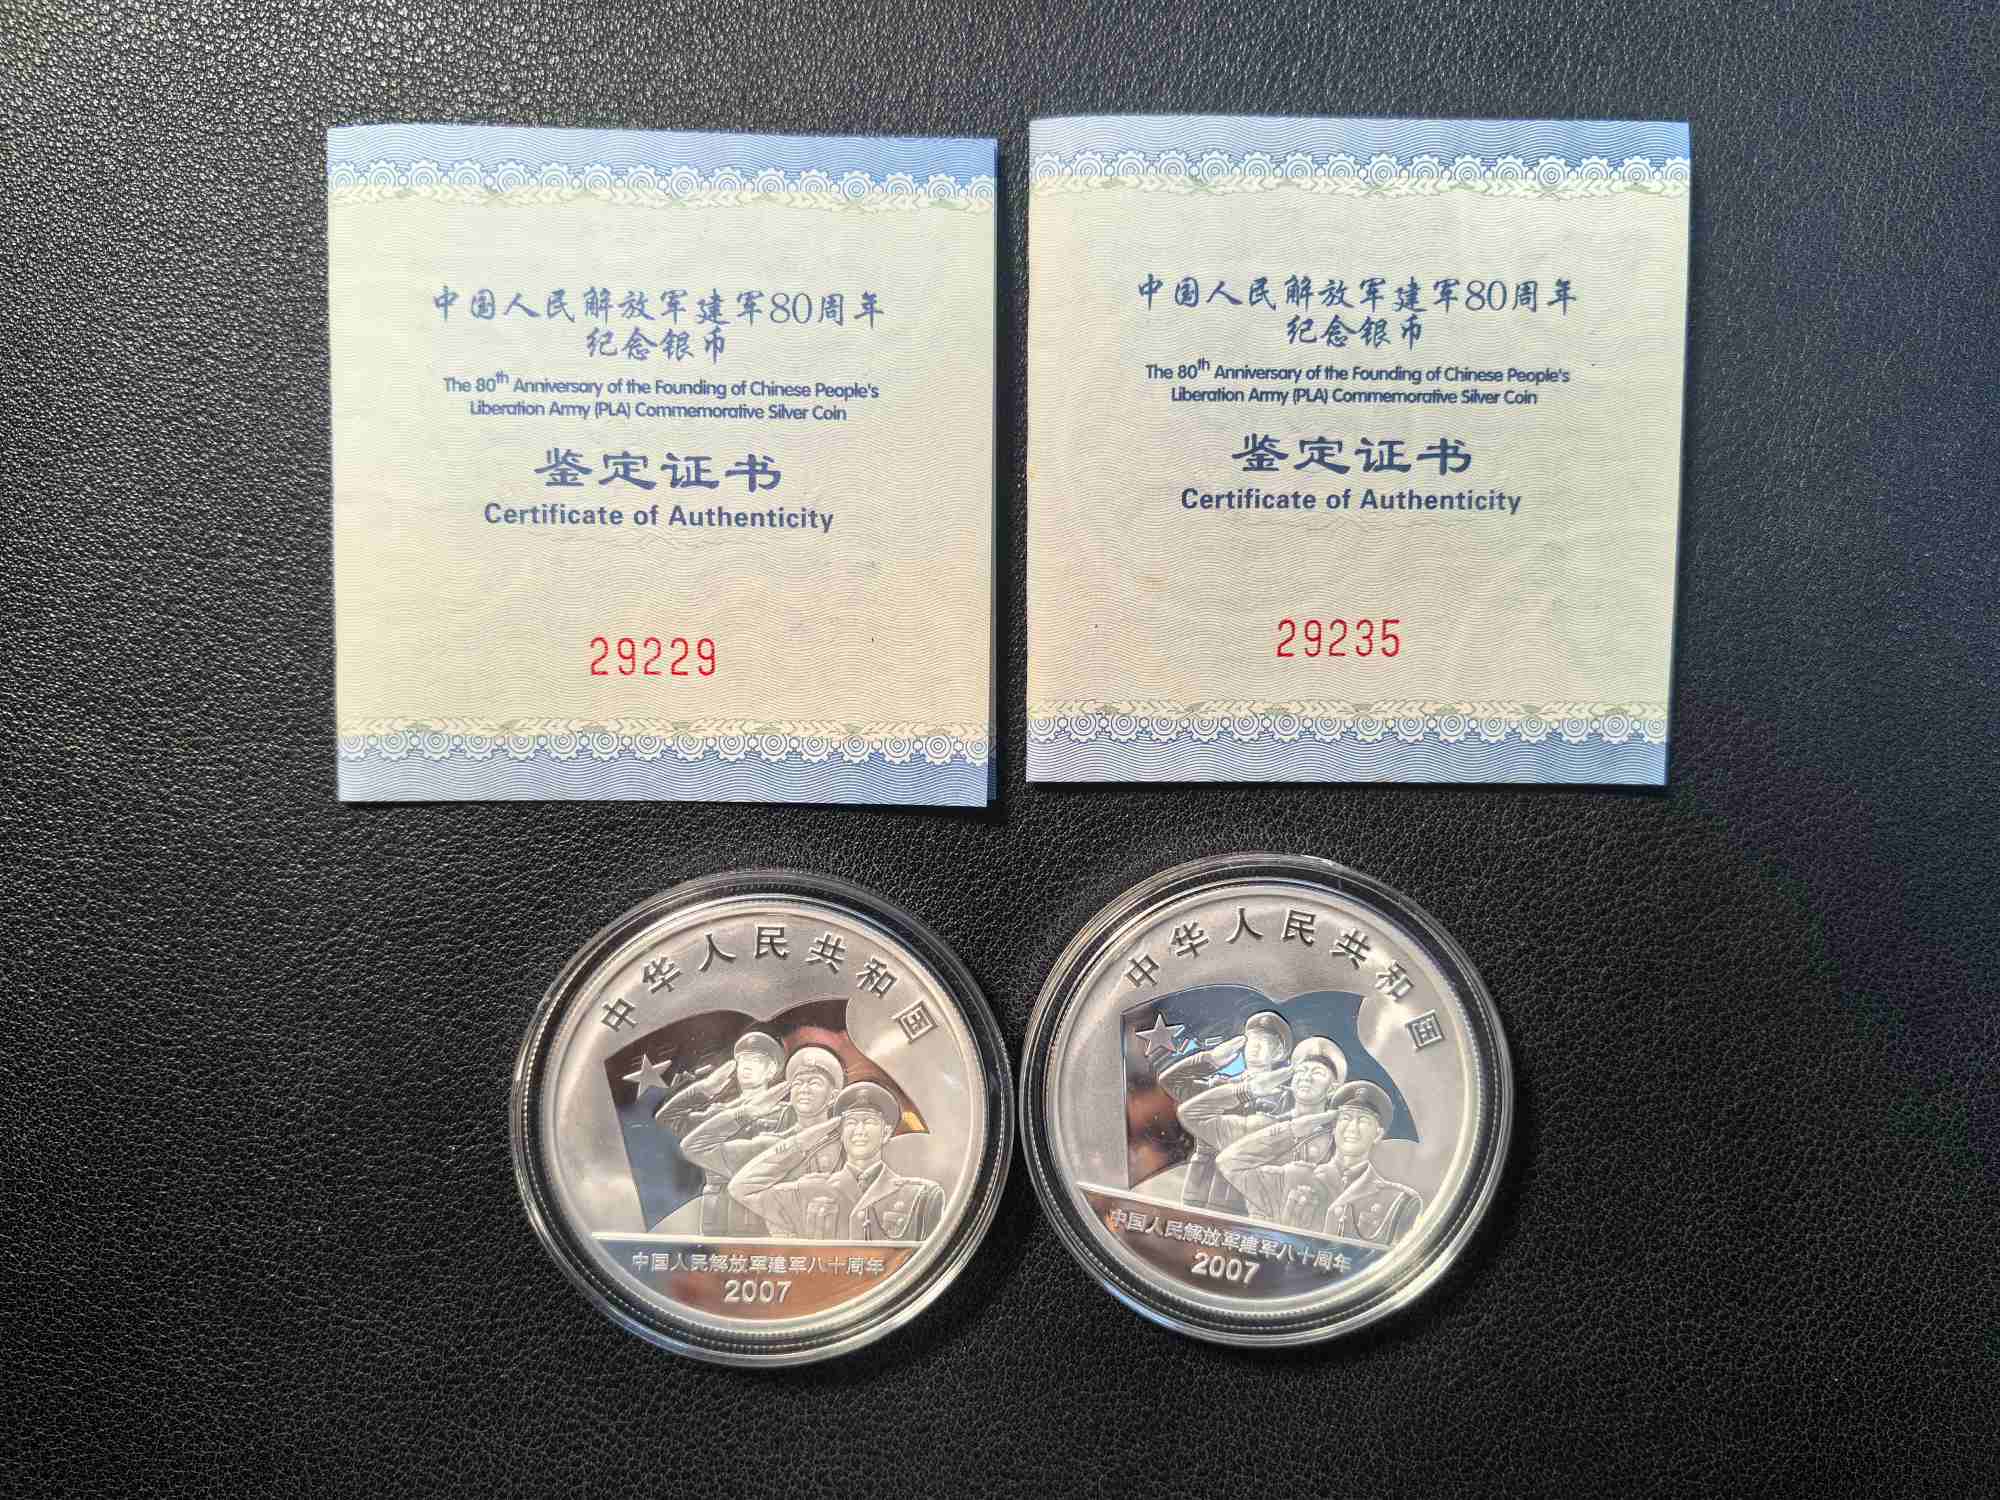 中国人民解放军建军80周年
纪念银币
The 80th Anniversary of the Founding of Chinese People's
Liberation Army (PLA) Commemorative Silver Coin
鉴定证书
Certificate of Authenticity
29229
中国人民解放军建军80周年
纪念银币
The 80th Anniversary of the Founding of Chinese People's
Liberation Army (PLA) Commemorative Silver Coin
鉴定证书
Certificate of Authenticity
29235
中华人民共和国
八一
中国人民解放军建军八十周年
2007
中华人民共和国
八一
中国人民解放军建军八十周年
2007